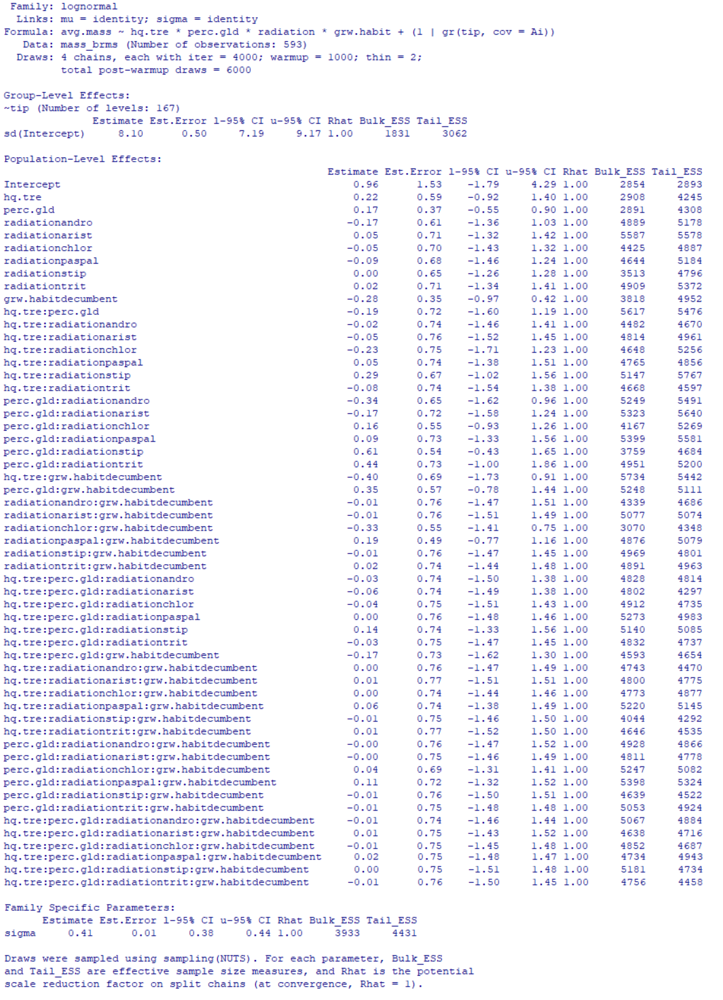 Family: lognormal
Links: mu = identity; sigma = identity
Formula: avg.mass ~ hq.tre * perc.gld * radiation * grw.habit + (1 | gr(tip, cov = Ai))
Data: mass_brms (Number of observations: 593)
Draws: 4 chains, each with iter = 4000; warmup = 1000; thin = 2;
total post-warmup draws = 6000
Group-Level Effects:
~tip (Number of levels: 167)
Estimate Est.Error l-95% CI u-95% CI Rhat Bulk_ESS Tail_ESS
sd(Intercept) 8.10 0.50 7.19 9.17 1.00 1831 3062
Population-Level Effects:
Estimate Est.Error l-95% CI u-95% CI Rhat Bulk_ESS Tail_ESS
Intercept 0.96 1.53 -1.79 4.29 1.00 2854 2893
hq.tre 0.22 0.59 -0.92 1.40 1.00 2908 4245
perc.gld 0.17 0.37 -0.55 0.90 1.00 2891 4308
radiationandro -0.17 0.61 -1.36 1.03 1.00 4889 5178
radiationarist 0.05 0.71 -1.32 1.42 1.00 5587 5578
radiationchlor -0.05 0.70 -1.43 1.32 1.00 4425 4887
radiationpaspal -0.09 0.68 -1.46 1.24 1.00 4644 5184
radiationstip 0.00 0.65 -1.26 1.28 1.00 3513 4796
radiationtrit 0.02 0.71 -1.34 1.41 1.00 4909 5372
grw.habitdecumbent -0.28 0.35 -0.97 0.42 1.00 3818 4952
hq.tre:perc.gld -0.19 0.72 -1.60 1.19 1.00 5617 5476
hq.tre:radiationandro -0.02 0.74 -1.46 1.41 1.00 4482 4670
hq.tre:radiationarist -0.05 0.76 -1.52 1.45 1.00 4814 4961
hq.tre:radiationchlor -0.23 0.75 -1.71 1.23 1.00 4648 5256
hq.tre:radiationpaspal 0.05 0.74 -1.38 1.51 1.00 4765 4856
hq.tre:radiationstip 0.29 0.67 -1.02 1.56 1.00 5147 5767
hq.tre:radiationtrit -0.08 0.74 -1.54 1.38 1.00 4668 4597
perc.gld:radiationandro -0.34 0.65 -1.62 0.96 1.00 5249 5491
perc.gld:radiationarist -0.17 0.72 -1.58 1.24 1.00 5323 5640
perc.gld:radiationchlor 0.16 0.55 -0.93 1.26 1.00 4167 5269
perc.gld:radiationpaspal 0.09 0.73 -1.33 1.56 1.00 5399 5581
perc.gld:radiationstip 0.61 0.54 -0.43 1.65 1.00 3759 4684
perc.gld:radiationtrit 0.44 0.73 -1.00 1.86 1.00 4951 5200
hq.tre:grw.habitdecumbent -0.40 0.69 -1.73 0.91 1.00 5734 5442
perc.gld:grw.habitdecumbent 0.35 0.57 -0.78 1.44 1.00 5248 5111
radiationandro:grw.habitdecumbent -0.01 0.76 -1.47 1.51 1.00 4339 4686
radiationarist:grw.habitdecumbent -0.01 0.76 -1.51 1.49 1.00 5077 5074
radiationchlor:grw.habitdecumbent -0.33 0.55 -1.41 0.75 1.00 3070 4348
radiationpaspal:grw.habitdecumbent 0.19 0.49 -0.77 1.16 1.00 4876 5079
radiationstip:grw.habitdecumbent -0.01 0.76 -1.47 1.45 1.00 4969 4801
radiationtrit:grw.habitdecumbent 0.02 0.74 -1.44 1.48 1.00 4891 4963
hq.tre:perc.gld:radiationandro -0.03 0.74 -1.50 1.38 1.00 4828 4814
hq.tre:perc.gld:radiationarist -0.06 0.74 -1.49 1.38 1.00 4802 4297
hq.tre:perc.gld:radiationchlor -0.04 0.75 -1.51 1.43 1.00 4912 4735
hq.tre:perc.gld:radiationpaspal 0.00 0.76 -1.48 1.46 1.00 5273 4983
hq.tre:perc.gld:radiationstip 0.14 0.74 -1.33 1.56 1.00 5140 5085
hq.tre:perc.gld:radiationtrit -0.03 0.75 -1.47 1.45 1.00 4832 4737
hq.tre:perc.gld:grw.habitdecumbent -0.17 0.73 -1.62 1.30 1.00 4593 4654
hq.tre:radiationandro:grw.habitdecumbent 0.00 0.76 -1.47 1.49 1.00 4743 4470
hq.tre:radiationarist:grw.habitdecumbent 0.01 0.77 -1.51 1.51 1.00 4800 4775
hq.tre:radiationchlor:grw.habitdecumbent 0.00 0.74 -1.44 1.46 1.00 4773 4877
hq.tre:radiationpaspal:grw.habitdecumbent 0.06 0.74 -1.38 1.49 1.00 5220 5145
hq.tre:radiationstip:grw.habitdecumbent -0.01 0.75 -1.46 1.50 1.00 4044 4292
hq.tre:radiationtrit:grw.habitdecumbent 0.01 0.77 -1.52 1.50 1.00 4646 4535
perc.gld:radiationandro:grw.habitdecumbent -0.00 0.76 -1.47 1.52 1.00 4928 4866
perc.gld:radiationarist:grw.habitdecumbent -0.00 0.75 -1.46 1.49 1.00 4811 4778
perc.gld:radiationchlor:grw.habitdecumbent 0.04 0.69 -1.31 1.41 1.00 5247 5082
perc.gld:radiationpaspal:grw.habitdecumbent 0.11 0.72 -1.32 1.52 1.00 5398 5324
perc.gld:radiationstip:grw.habitdecumbent -0.01 0.76 -1.50 1.51 1.00 4639 4522
perc.gld:radiationtrit:grw.habitdecumbent -0.01 0.75 -1.48 1.48 1.00 5053 4924
hq.tre:perc.gld:radiationandro:grw.habitdecumbent -0.01 0.74 -1.46 1.44 1.00 5067 4884
hq.tre:perc.gld:radiationarist:grw.habitdecumbent 0.01 0.75 -1.43 1.52 1.00 4638 4716
hq.tre:perc.gld:radiationchlor:grw.habitdecumbent -0.01 0.75 -1.45 1.48 1.00 4852 4687
hq.tre:perc.gld:radiationpaspal:grw.habitdecumbent 0.02 0.75 -1.48 1.47 1.00 4734 4943
hq.tre:perc.gld:radiationstip:grw.habitdecumbent 0.00 0.75 -1.51 1.48 1.00 5181 4734
hq.tre:perc.gld:radiationtrit:grw.habitdecumbent -0.01 0.76 -1.50 1.45 1.00 4756 4458
Family Specific Parameters:
Estimate Est.Error l-95% CI u-95% CI Rhat Bulk_ESS Tail_ESS
sigma 0.41 0.01 0.38 0.44 1.00 3933 4431
Draws were sampled using sampling(NUTS). For each parameter, Bulk_ESS
and Tail_ESS are effective sample size measures, and Rhat is the potential
scale reduction factor on split chains (at convergence, Rhat = 1).